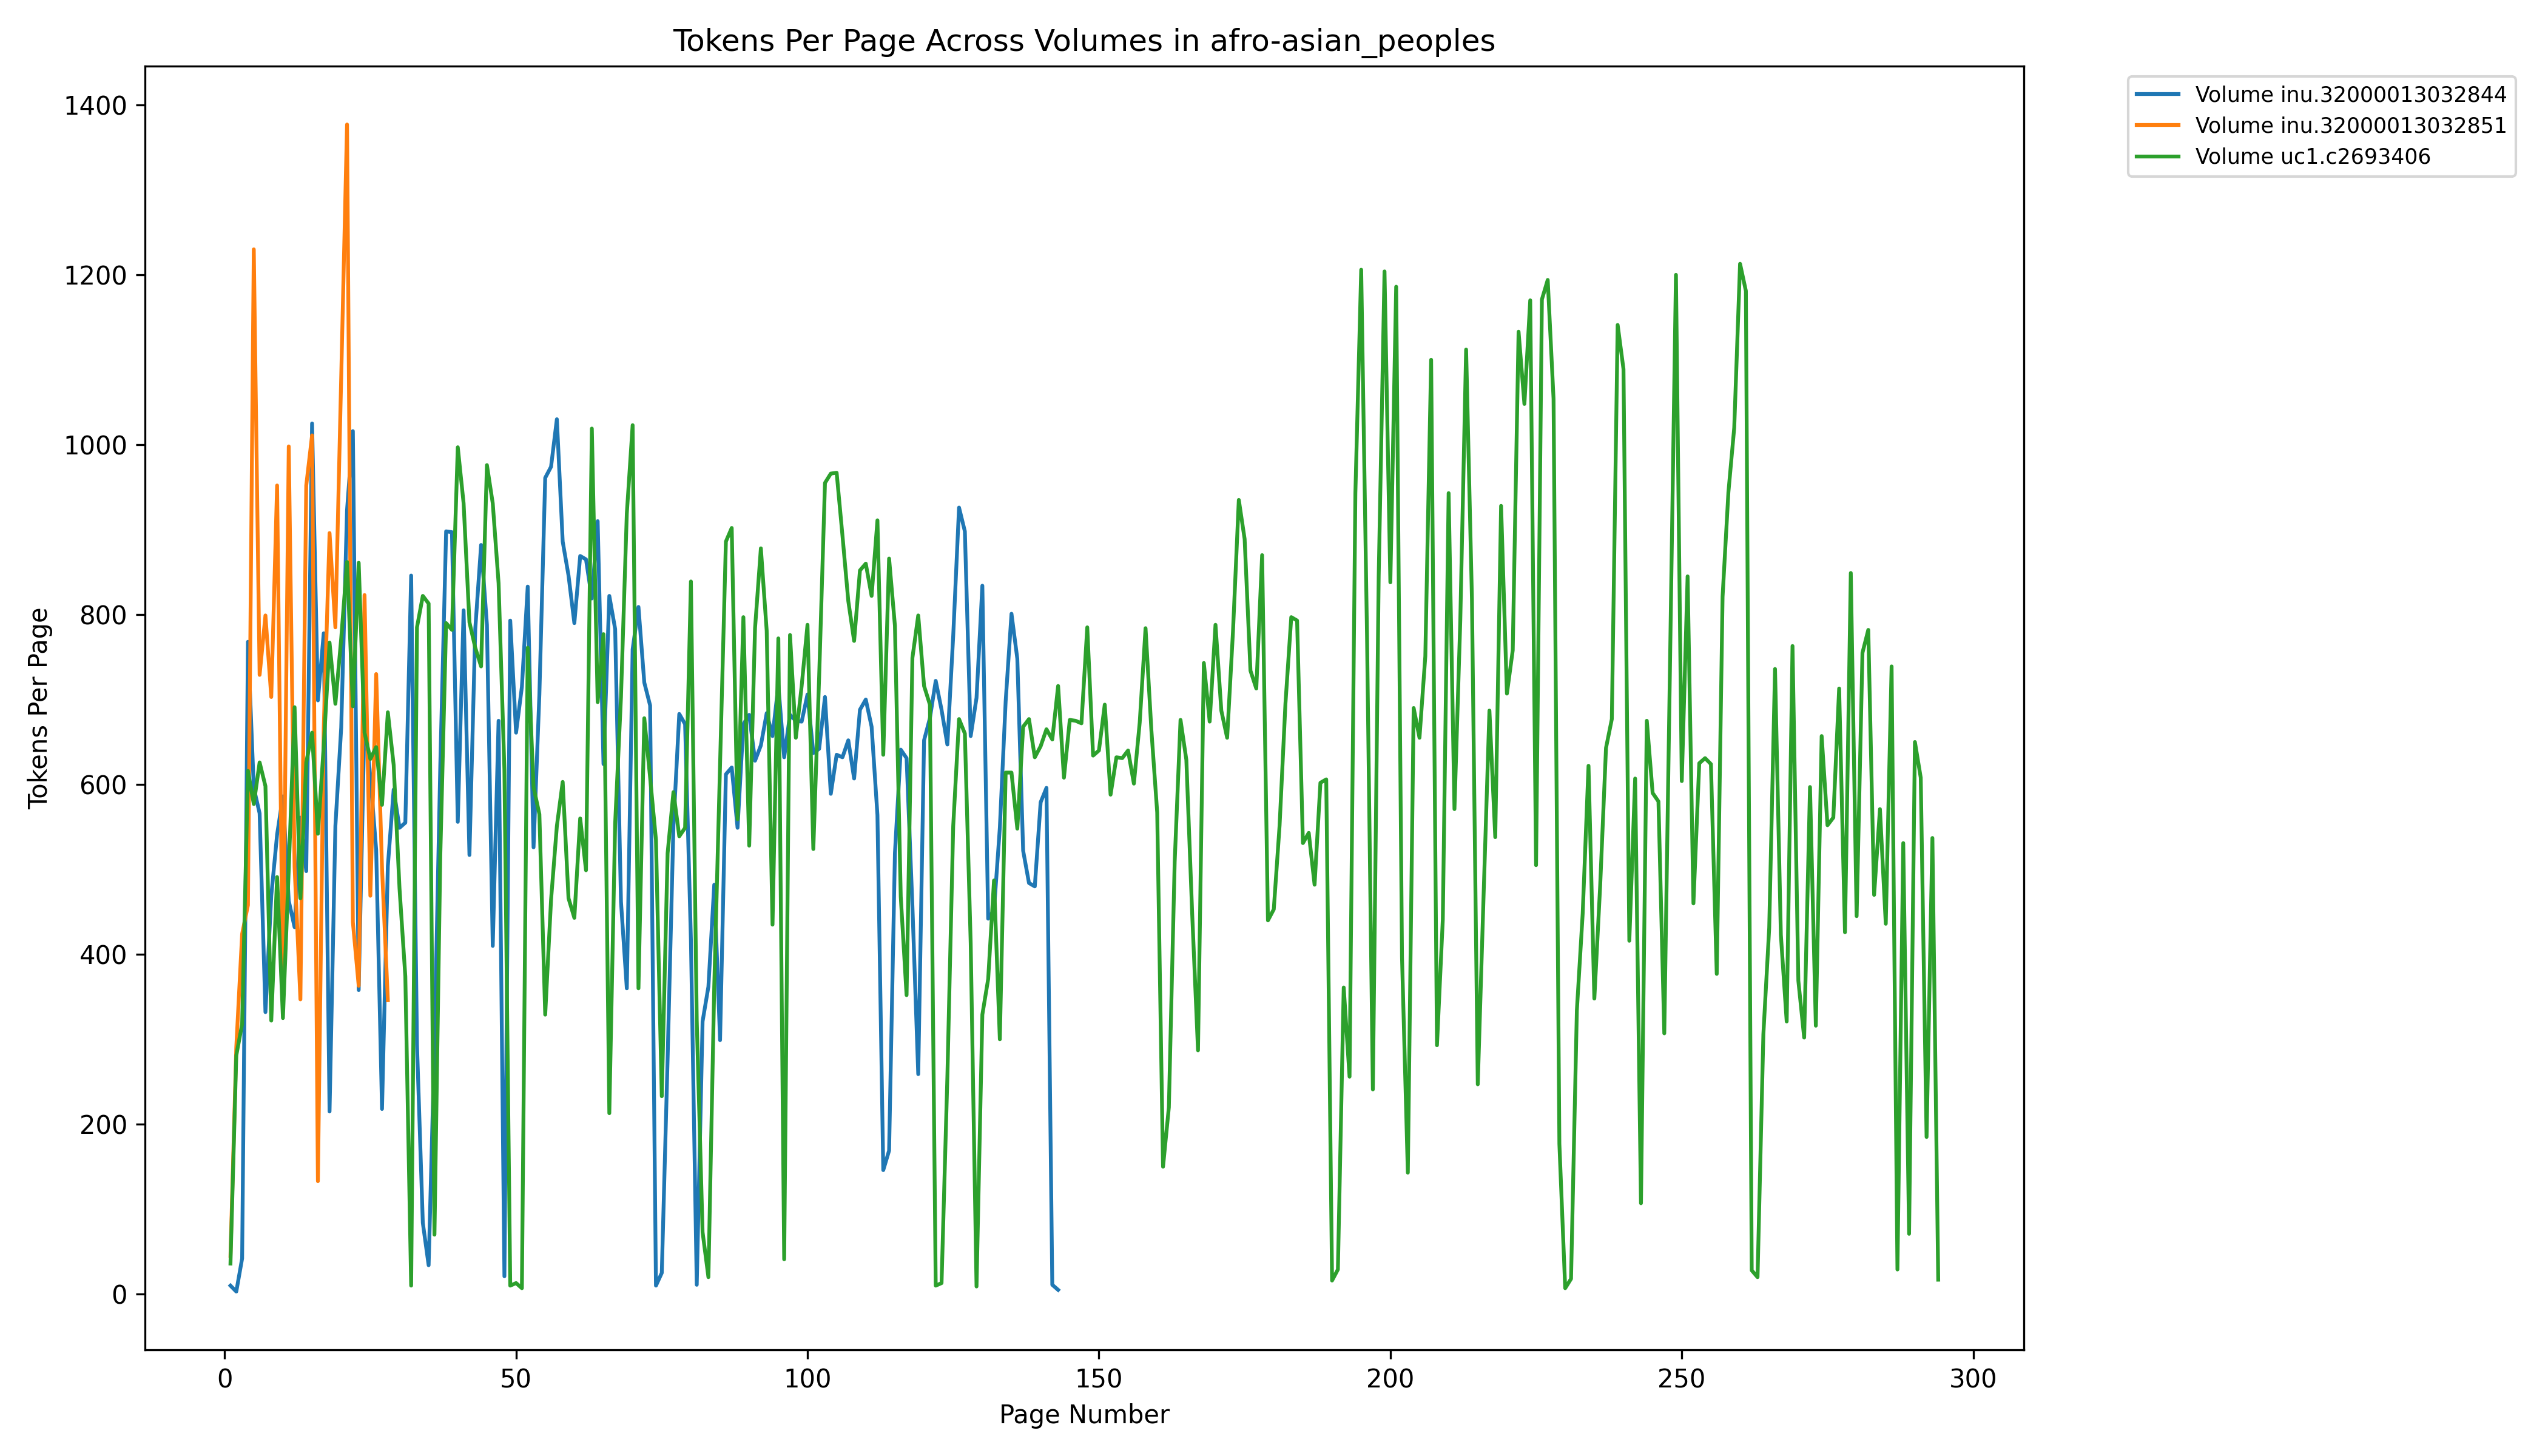 Tokens Per Page Across Volumes in afro-asian_peoples
Volume inu.32000013032844
Volume inu.32000013032851
Volume uc1.c2693406
Tokens Per Page
1400
1200
1000
800
600
400
200
0
0 50 100 150 200 250 300
Page Number